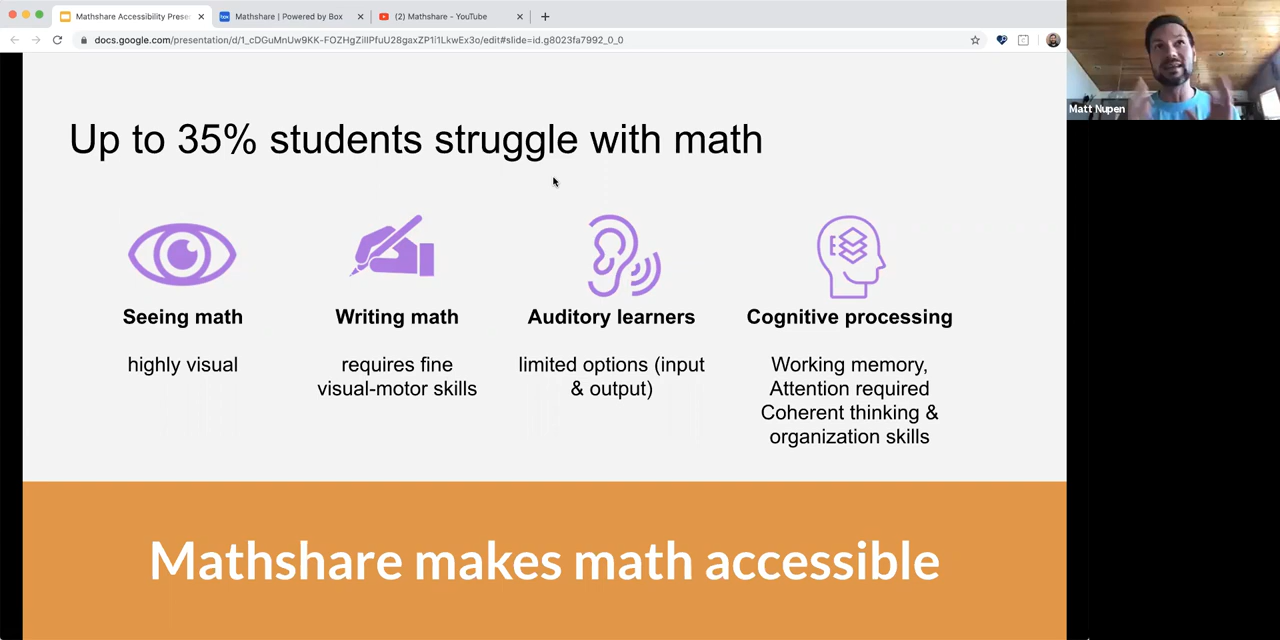 Mathshare Accessibility Prese
Mathshare | Powered by Box
(2) Mathshare - YouTube
docs.google.com/presentation/d/1_cDGuMnUw9KK-FOZHgZiIlPfuU28gaxZP1i1LkwEx3o/edit#slide=id.g8023fa7992_0_0
Matt Nupen
Up to 35% students struggle with math
Seeing math
highly visual
Writing math
requires fine
visual-motor skills
Auditory learners
limited options (input
& output)
Cognitive processing
Working memory,
Attention required
Coherent thinking &
organization skills
Mathshare makes math accessible